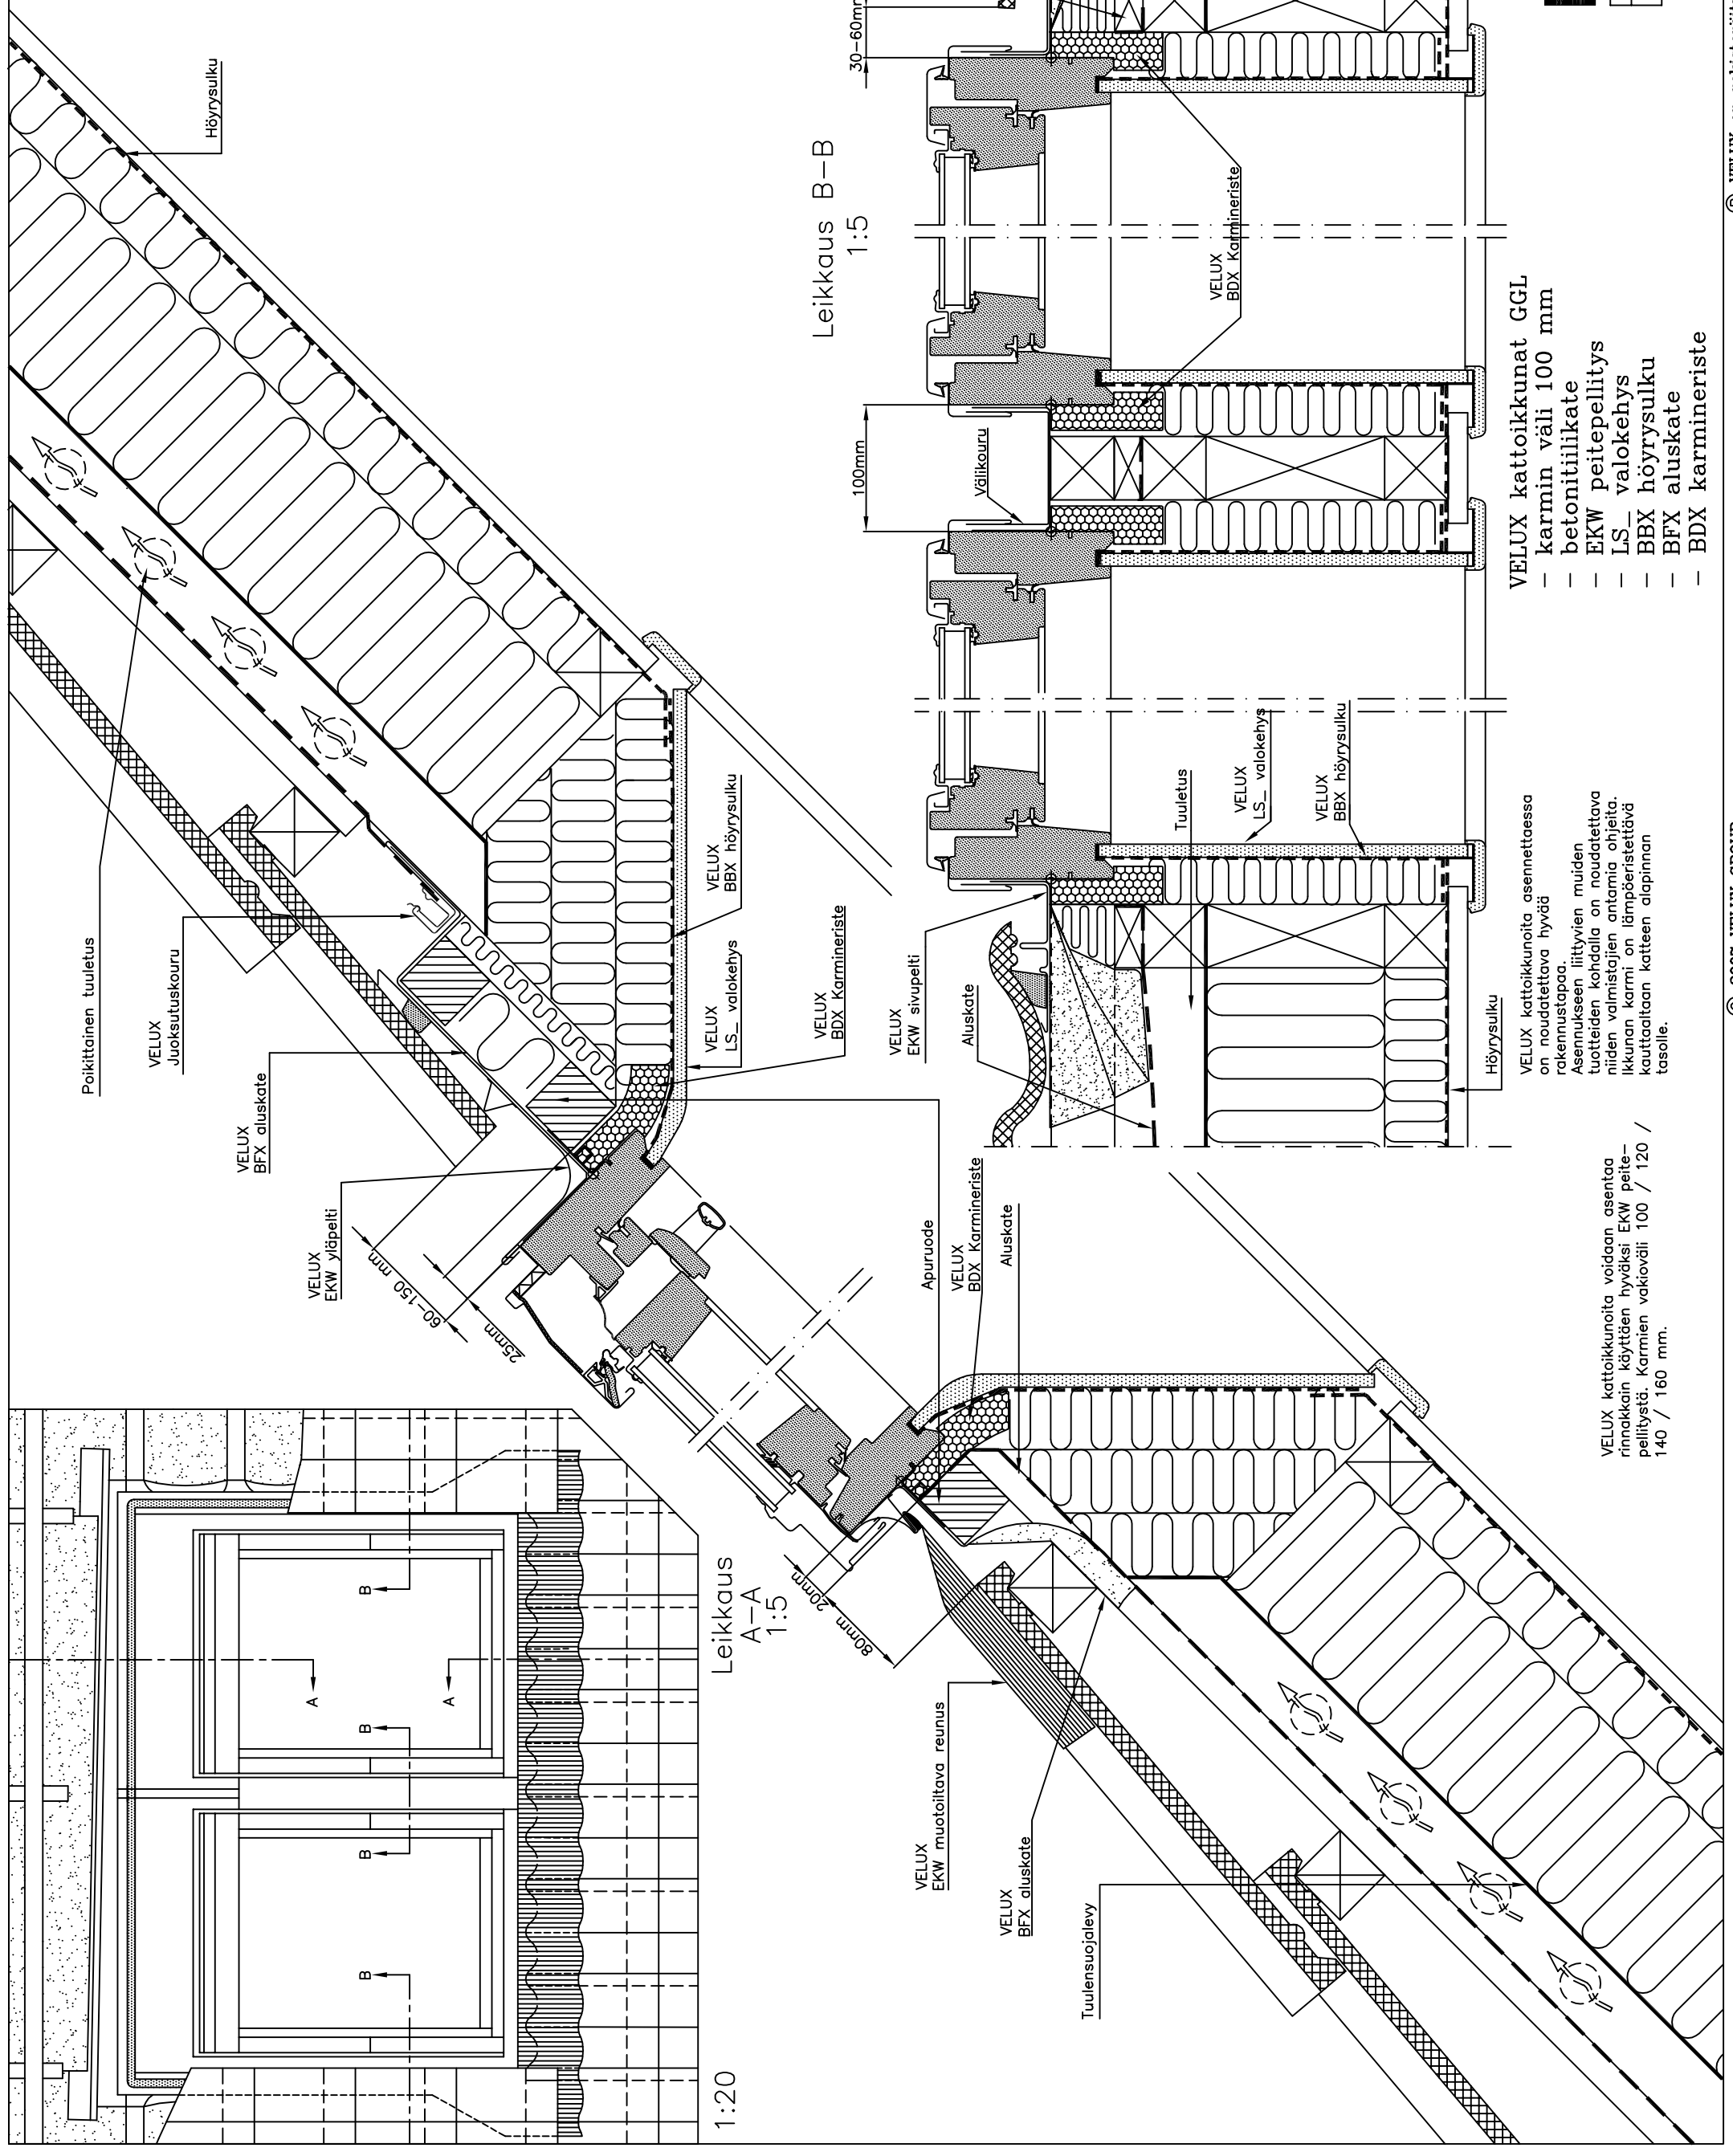 1:20
Leikkaus
A-A
1:5
A
A
B
B
B
B
VELUX
EKW yläpelti
60-150 mm
25mm
VELUX
BFX aluskate
VELUX
Juoksutuskouru
Poikittainen tuuletus
Höyrysulku
VELUX
BBX höyrysulku
VELUX
LS_ valokehys
VELUX
BDX Karmineriste
Apuruode
VELUX
BDX Karmineriste
Aluskate
20mm
80mm
VELUX
EKW muotoiltava reunus
VELUX
BFX aluskate
Tuulensuojalevy
Leikkaus B-B
1:5
30-60mm
100mm
Välikouru
VELUX
BDX Karmineriste
VELUX
EKW sivupelti
Aluskate
Tuuletus
VELUX
LS_ valokehys
VELUX
BBX höyrysulku
Höyrysulku
VELUX kattoikkunat GGL
- karmin väli 100 mm
- betonitiilikate
- EKW peitepellitys
- LS_ valokehys
- BBX höyrysulku
- BFX aluskate
- BDX karmineriste
VELUX kattoikkunoita asennettaessa
on noudatettava hyvää
rakennustapaa.
Asennukseen liittyvien muiden
tuotteiden kohdalla on noudatettava
niiden valmistajien antamia ohjeita.
Ikkunan karmi on lämpöeristettävä
kauttaaltaan katteen alapinnan
tasolle.
VELUX kattoikkunoita voidaan asentaa
rinnakkain käyttäen hyväksi EKW peite-
pellitystä. Karmien vakioväli 100 / 120 /
140 / 160 mm.